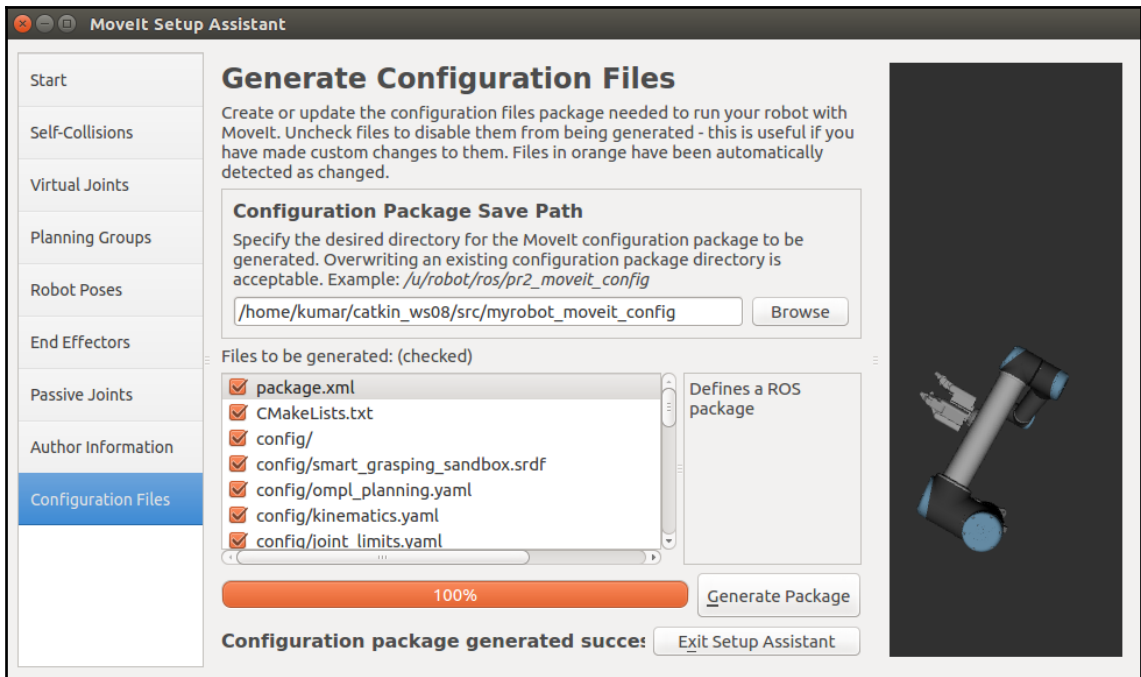 MoveIt Setup Assistant
Start
Self-Collisions
Virtual Joints
Planning Groups
Robot Poses
End Effectors
Passive Joints
Author Information
Configuration Files
Generate Configuration Files
Create or update the configuration files package needed to run your robot with
MoveIt. Uncheck files to disable them from being generated - this is useful if you
have made custom changes to them. Files in orange have been automatically
detected as changed.
Configuration Package Save Path
Specify the desired directory for the MoveIt configuration package to be
generated. Overwriting an existing configuration package directory is
acceptable. Example: /u/robot/ros/pr2_moveit_config
/home/kumar/catkin_ws08/src/myrobot_moveit_config
Browse
Files to be generated: (checked)
package.xml
CMakeLists.txt
config/
config/smart_grasping_sandbox.srdf
config/ompl_planning.yaml
config/kinematics.yaml
config/joint_limits.yaml
Defines a ROS
package
100%
Generate Package
Configuration package generated succes
Exit Setup Assistant